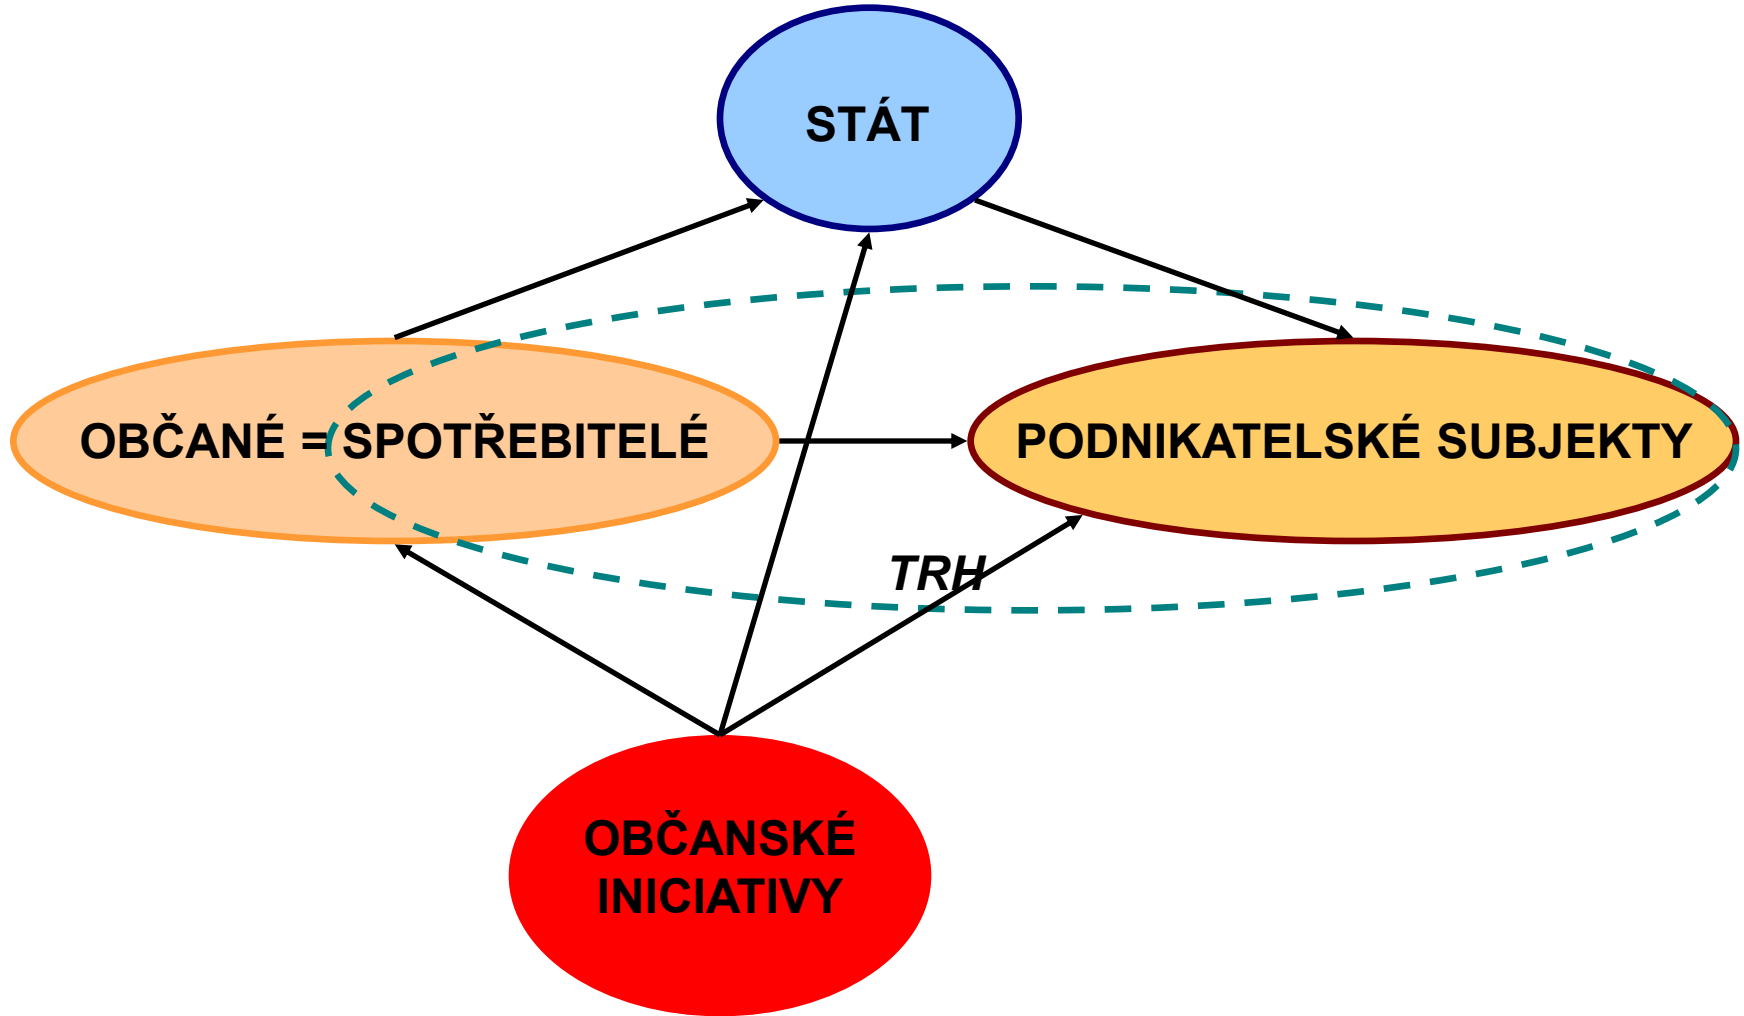 STÁT
OBČANÉ = SPOTŘEBITELÉ
PODNIKATELSKÉ SUBJEKTY
TRH
OBČANSKÉ
INICIATIVY